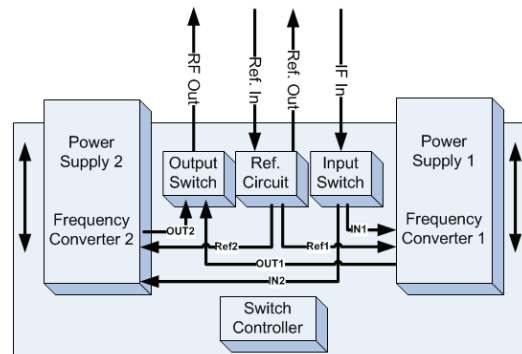 RF Out
Ref. In
Ref. Out
IF In
Power
Supply 2
Frequency
Converter 2
Output
Switch
Ref.
Circuit
Input
Switch
Power
Supply 1
Frequency
Converter 1
OUT2
IN1
Ref2
Ref1
OUT1
IN2
Switch
Controller